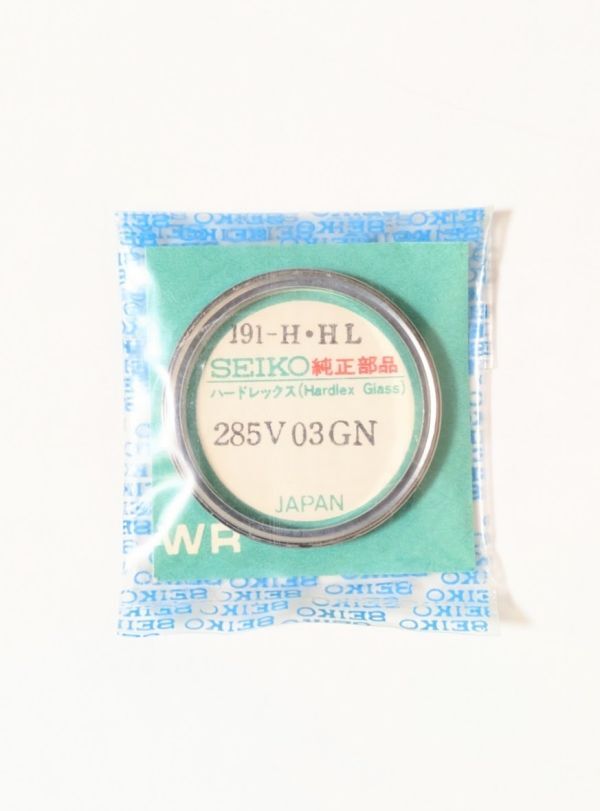 191-H・HL
SEIKO 純正部品
ハードレックス(Hardlex Glass)
285V03GN
JAPAN
WR